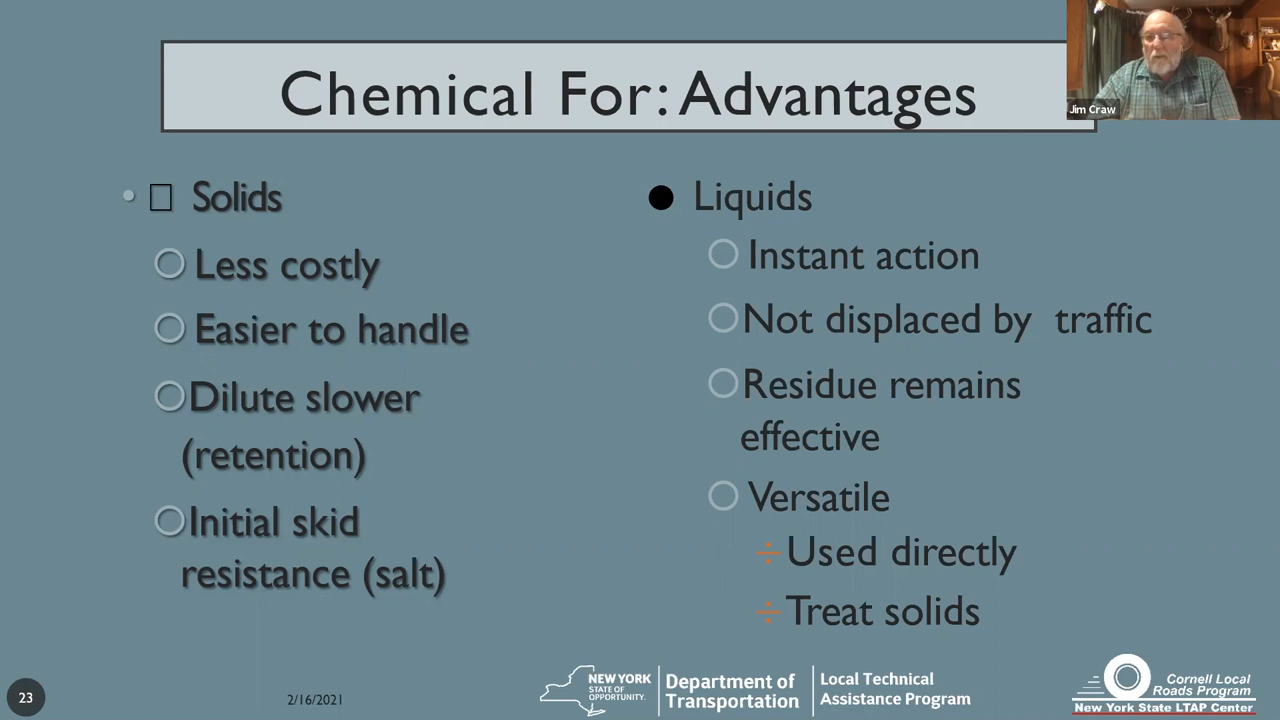 Chemical For: Advantages
Jim Craw
Solids
Less costly
Easier to handle
Dilute slower
(retention)
Initial skid
resistance (salt)
Liquids
Instant action
Not displaced by traffic
Residue remains
effective
Versatile
÷Used directly
÷Treat solids
23
2/16/2021
NEW YORK
STATE OF
OPPORTUNITY.
Department of
Transportation
Local Technical
Assistance Program
Cornell Local
Roads Program
New York State LTAP Center